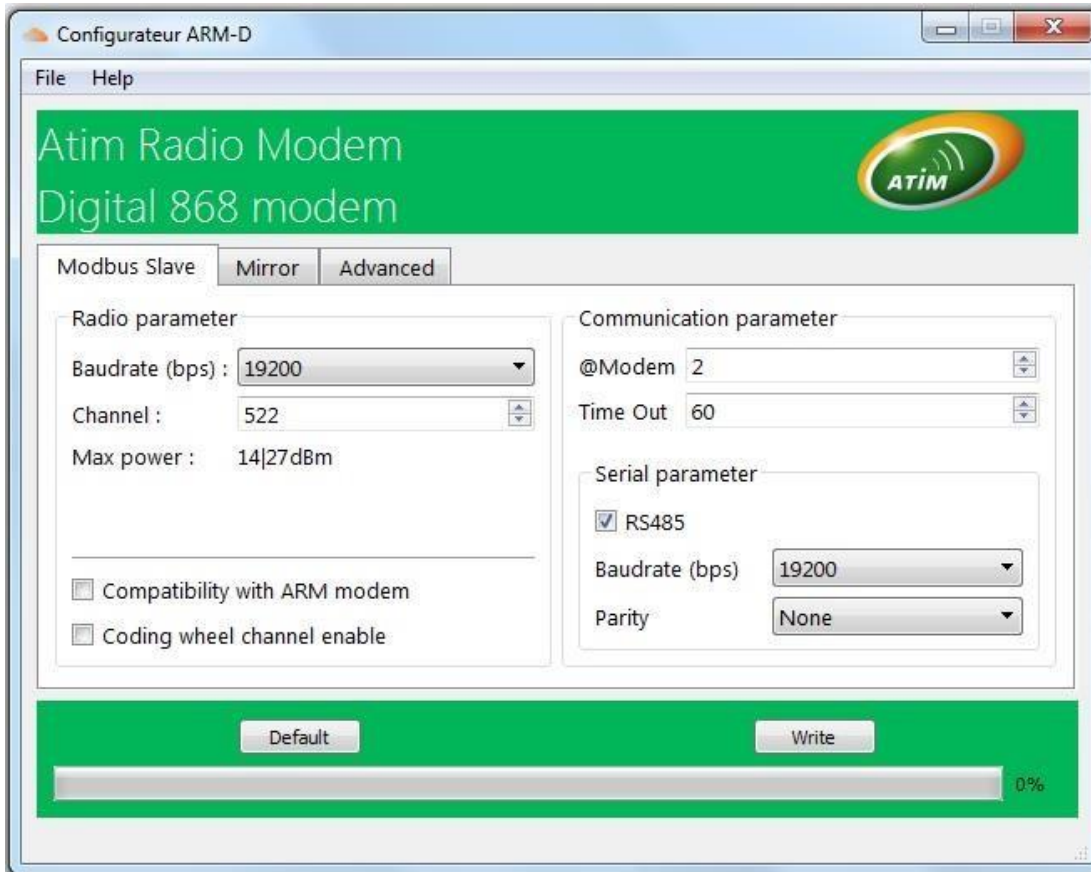 Configurateur ARM-D
File Help
Atim Radio Modem
Digital 868 modem
ATiM
Modbus Slave Mirror Advanced
Radio parameter
Baudrate (bps) : 19200
Channel : 522
Max power : 14|27dBm
Compatibility with ARM modem
Coding wheel channel enable
Communication parameter
@Modem 2
Time Out 60
Serial parameter
RS485
Baudrate (bps) 19200
Parity None
Default Write
0%